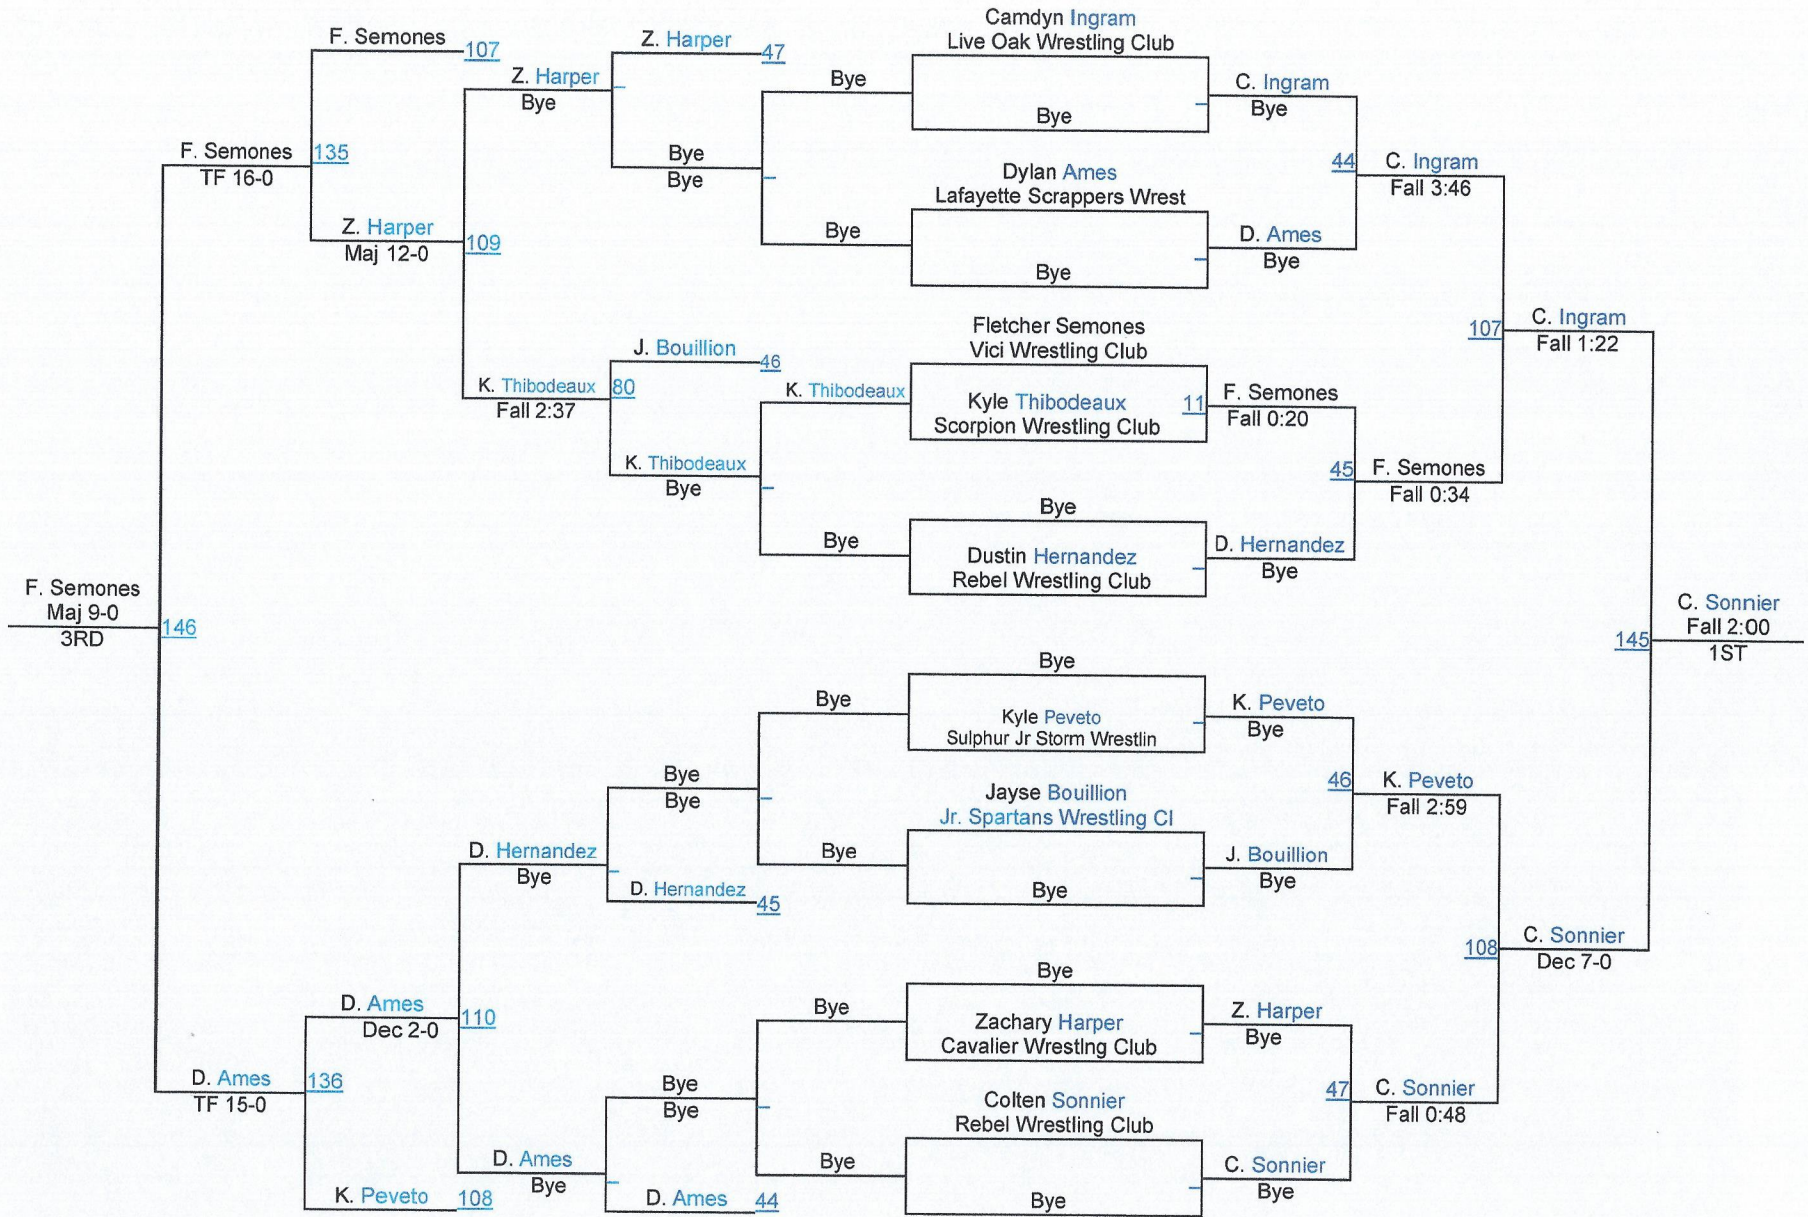 F. Semones
107
Z. Harper
47
Camdyn Ingram
Live Oak Wrestling Club
Z. Harper
Bye
Bye
Bye
C. Ingram
Bye
F. Semones
TF 16-0
135
Bye
Bye
Dylan Ames
Lafayette Scrappers Wrest
44
C. Ingram
Fall 3:46
Z. Harper
Maj 12-0
109
Bye
Bye
D. Ames
Bye
Fletcher Semones
Vici Wrestling Club
107
C. Ingram
Fall 1:22
J. Bouillion
46
K. Thibodeaux
Fall 2:37
80
K. Thibodeaux
Kyle Thibodeaux
Scorpion Wrestling Club
11
F. Semones
Fall 0:20
K. Thibodeaux
Bye
45
F. Semones
Fall 0:34
Bye
Bye
Dustin Hernandez
Rebel Wrestling Club
D. Hernandez
Bye
F. Semones
Maj 9-0
3RD
146
145
C. Sonnier
Fall 2:00
1ST
Bye
Bye
Kyle Peveto
Sulphur Jr Storm Wrestlin
K. Peveto
Bye
Bye
Bye
Jayse Bouillion
Jr. Spartans Wrestling Cl
46
K. Peveto
Fall 2:59
D. Hernandez
Bye
Bye
Bye
J. Bouillion
Bye
D. Hernandez
45
108
C. Sonnier
Dec 7-0
Bye
D. Ames
Dec 2-0
110
Bye
Zachary Harper
Cavalier Wrestlng Club
Z. Harper
Bye
D. Ames
TF 15-0
136
Bye
Bye
Colten Sonnier
Rebel Wrestling Club
47
C. Sonnier
Fall 0:48
D. Ames
Bye
Bye
Bye
C. Sonnier
Bye
K. Peveto
108
D. Ames
44